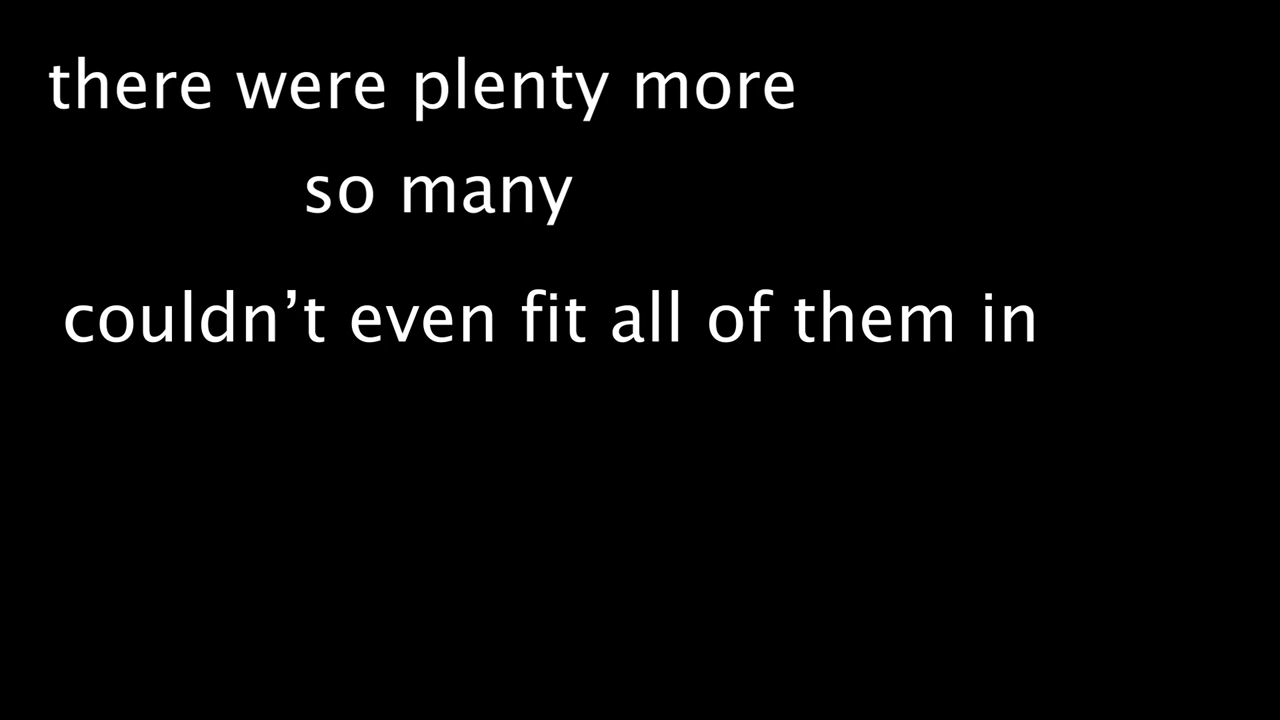 there were plenty more
so many
couldn’t even fit all of them in